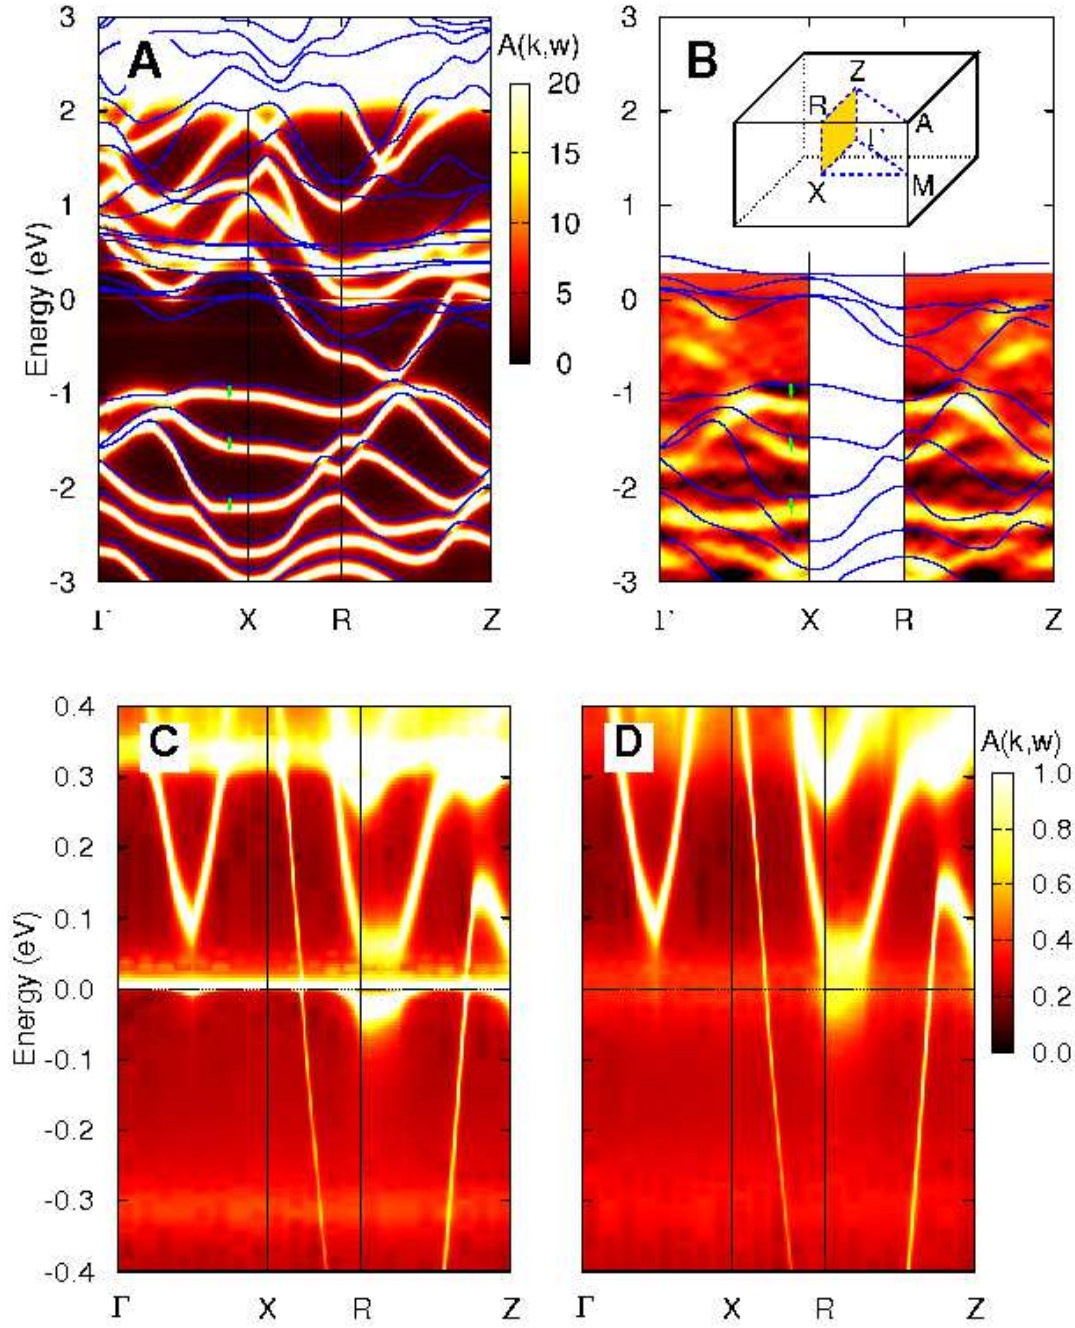 A
A(k,w)
3
2
1
0
-1
-2
-3
Energy (eV)
20
15
10
5
0
Γ
X
R
Z
B
3
2
1
0
-1
-2
-3
Z
R
A
Γ
X
M
Γ
X
R
Z
C
0.4
0.3
0.2
0.1
0.0
-0.1
-0.2
-0.3
-0.4
Energy (eV)
Γ
X
R
Z
D
A(k,w)
1.0
0.8
0.6
0.4
0.2
0.0
Γ
X
R
Z